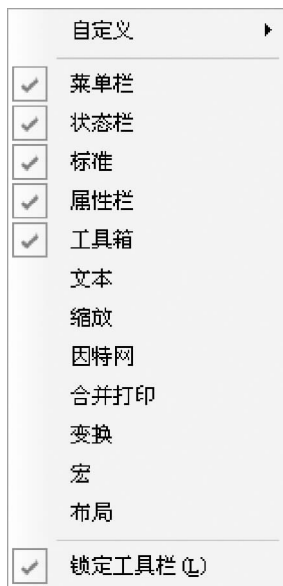 自定义
菜单栏
状态栏
标准
属性栏
工具箱
文本
缩放
因特网
合并打印
变换
宏
布局
锁定工具栏(L)